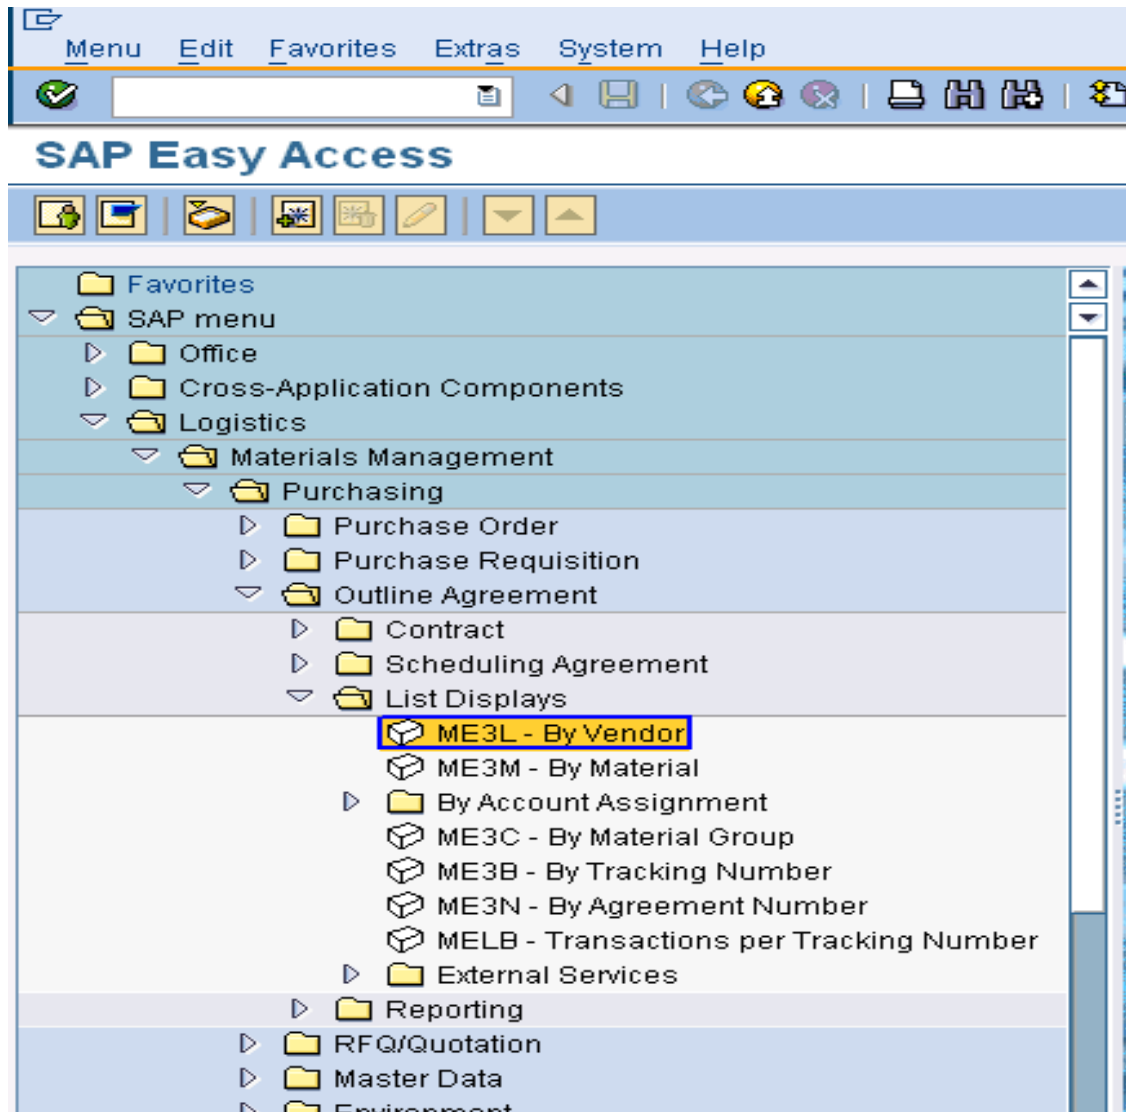 Menu Edit Favorites Extras System Help
SAP Easy Access
Favorites
SAP menu
Office
Cross-Application Components
Logistics
Materials Management
Purchasing
Purchase Order
Purchase Requisition
Outline Agreement
Contract
Scheduling Agreement
List Displays
ME3L - By Vendor
ME3M - By Material
By Account Assignment
ME3C - By Material Group
ME3B - By Tracking Number
ME3N - By Agreement Number
MELB - Transactions per Tracking Number
External Services
Reporting
RFQ/Quotation
Master Data
Environment